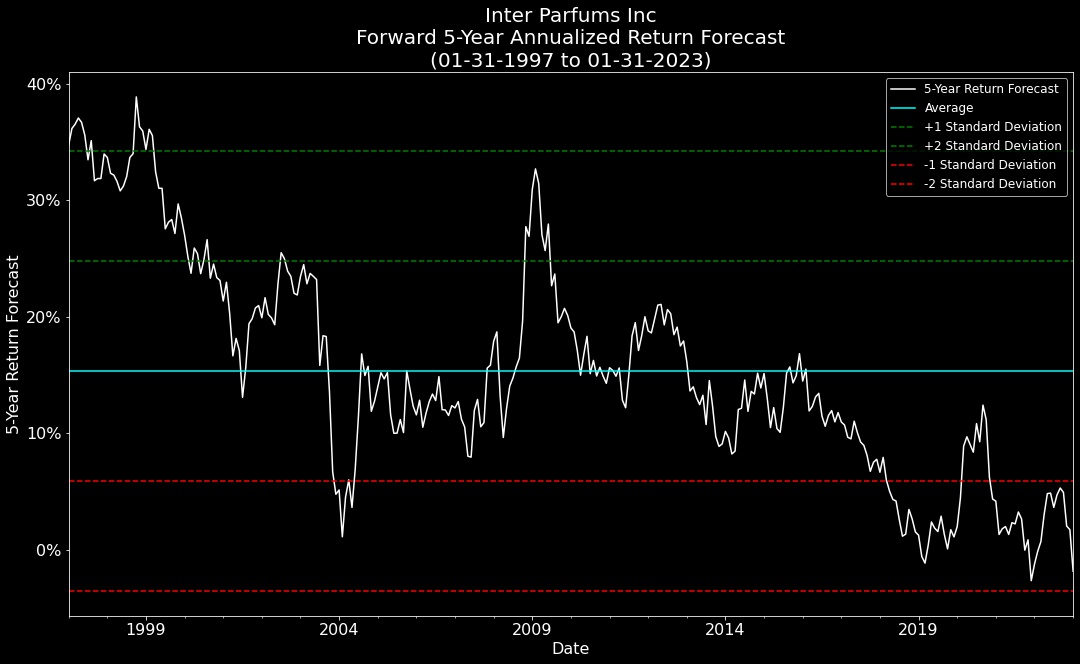 Inter Parfums Inc
Forward 5-Year Annualized Return Forecast
(01-31-1997 to 01-31-2023)
5-Year Return Forecast
Average
+1 Standard Deviation
+2 Standard Deviation
-1 Standard Deviation
-2 Standard Deviation
5-Year Return Forecast
40%
30%
20%
10%
0%
1999
2004
2009
2014
2019
Date